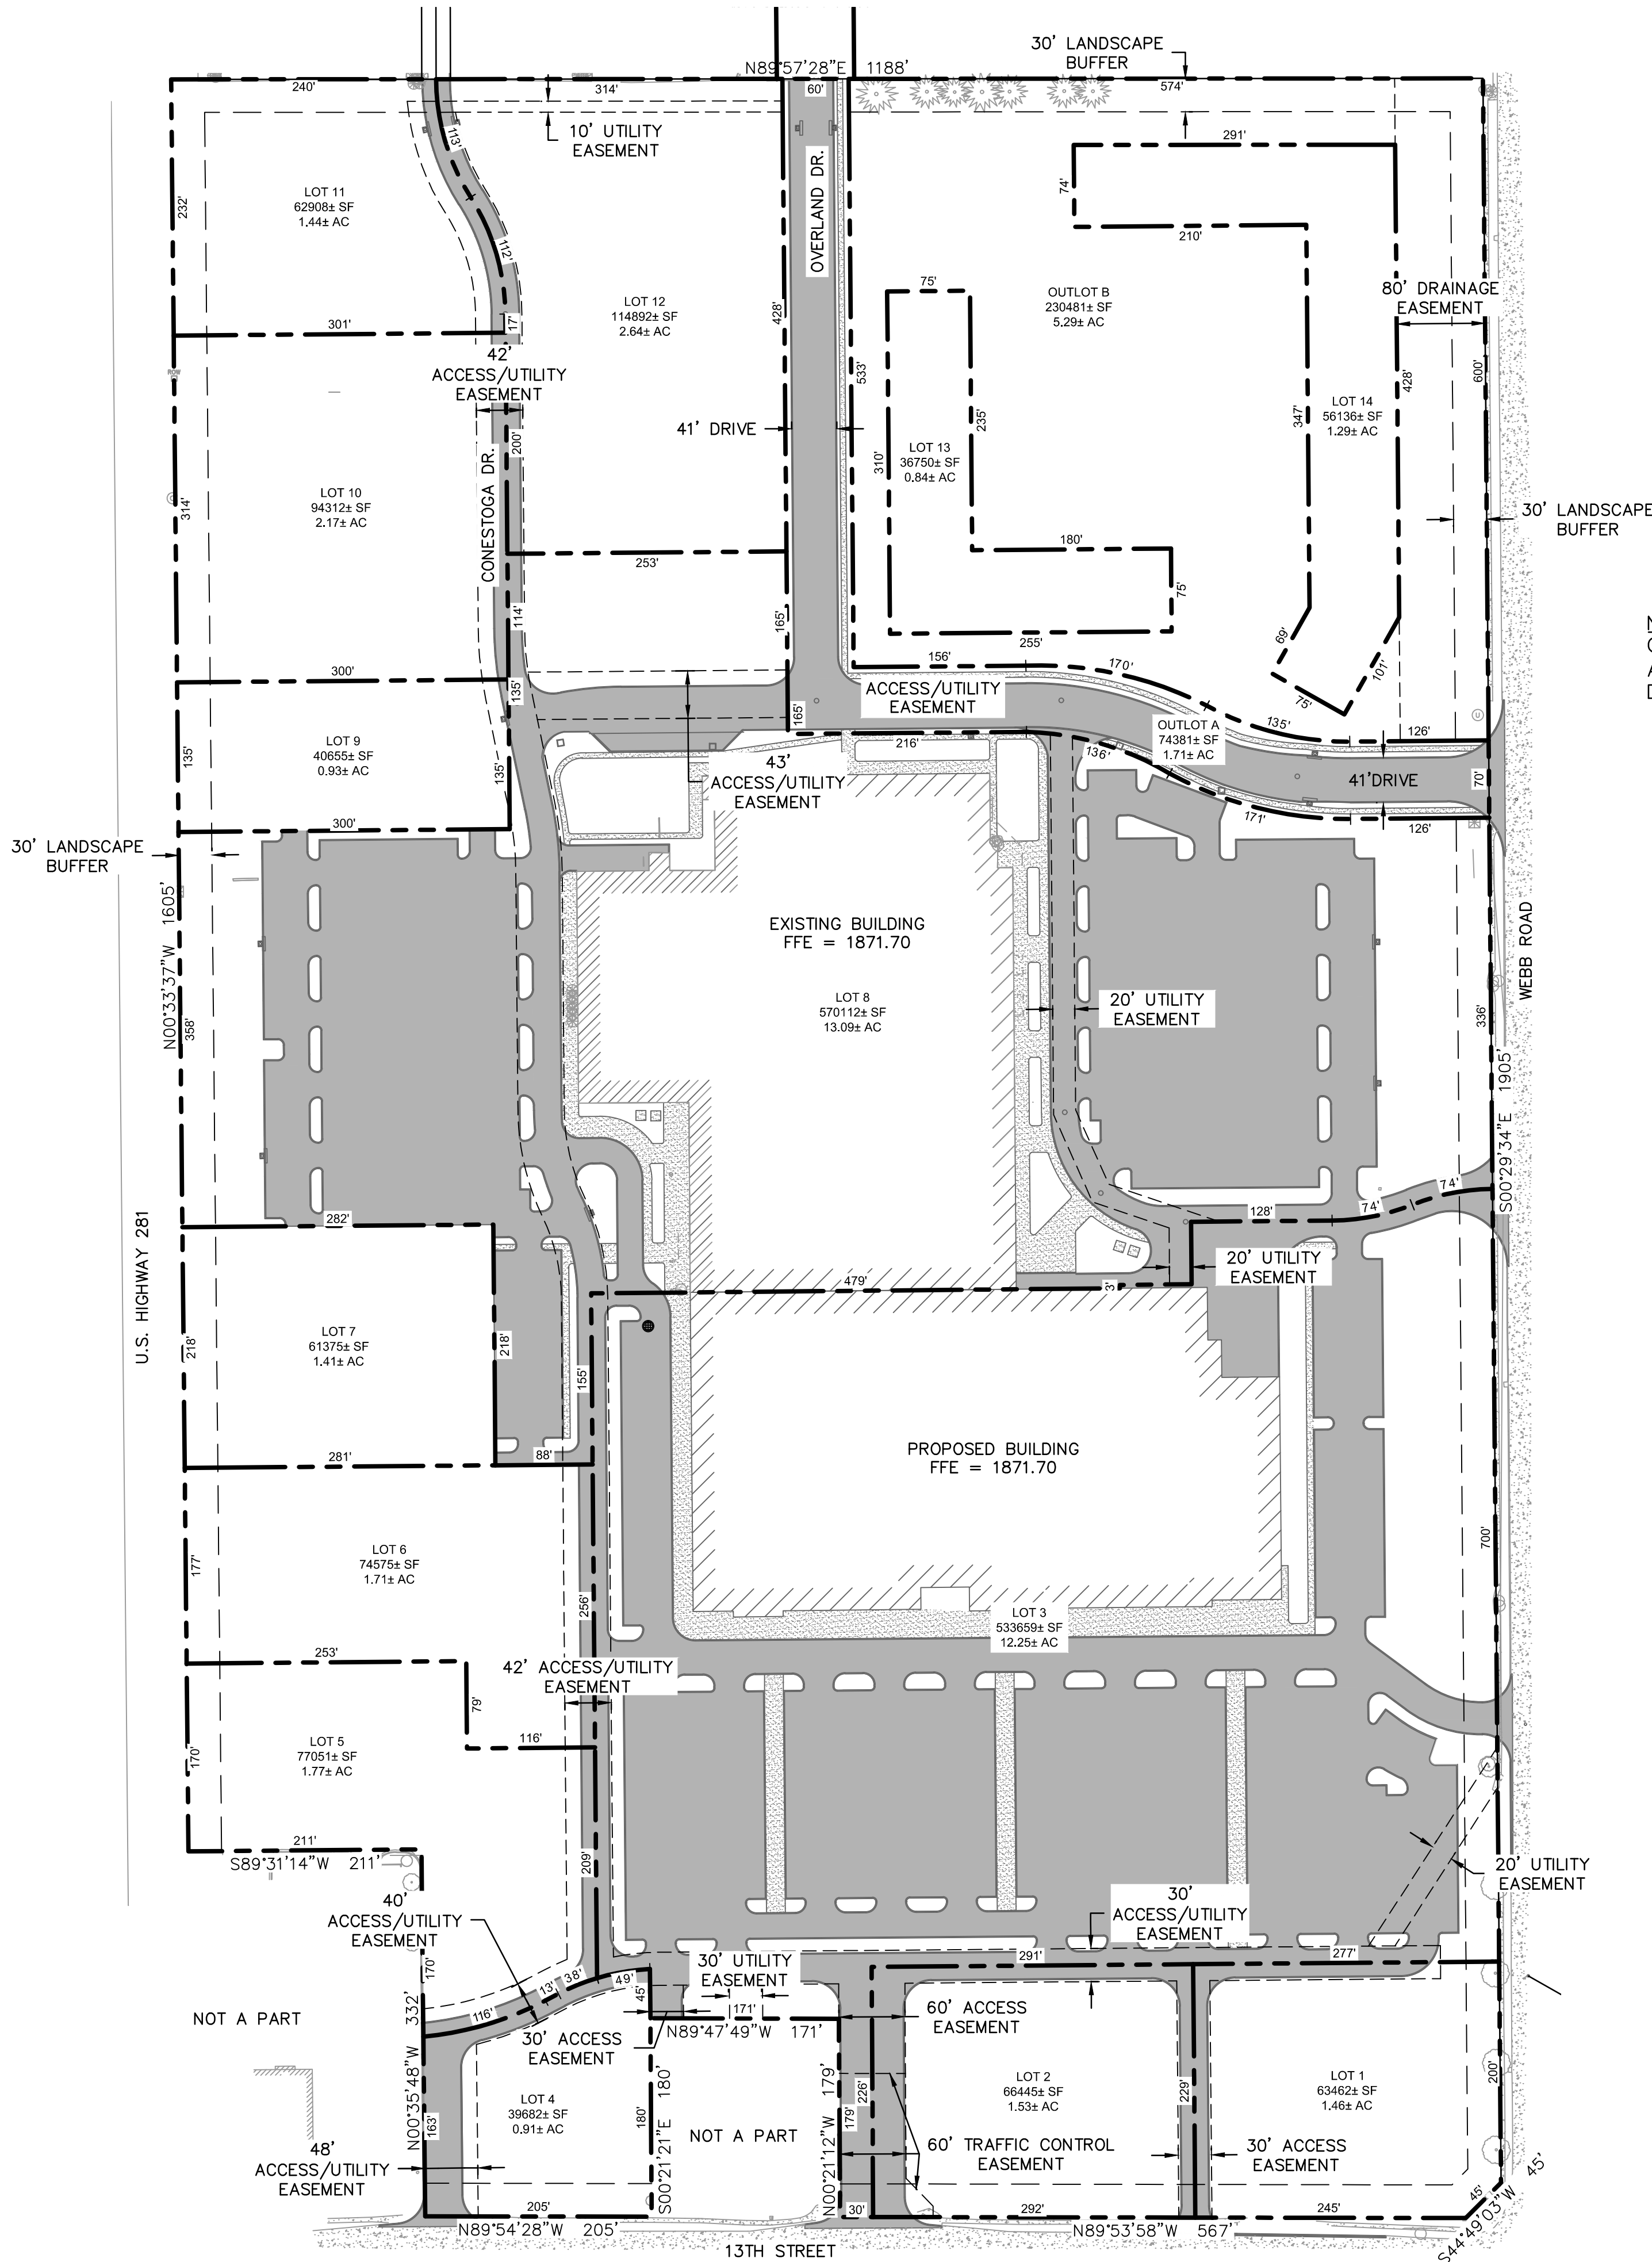 30' LANDSCAPE
BUFFER
N89°57'28"E 1188'
240'
314'
60'
574'
10' UTILITY
EASEMENT
113'
OVERLAND DR.
291'
74'
LOT 11
62908± SF
1.44± AC
232'
112'
210'
75'
LOT 12
114892± SF
2.64± AC
428'
OUTLOT B
230481± SF
5.29± AC
80' DRAINAGE
EASEMENT
301'
17'
42'
ACCESS/UTILITY
EASEMENT
533'
600'
428'
ROW
347'
LOT 14
56136± SF
1.29± AC
41' DRIVE
200'
235'
310'
LOT 13
36750± SF
0.84± AC
CONESTOGA DR.
LOT 10
94312± SF
2.17± AC
314'
30' LANDSCAPE
BUFFER
253'
180'
75'
114'
165'
255'
69'
101'
75'
300'
156'
170'
135'
ACCESS/UTILITY
EASEMENT
165'
216'
136'
OUTLOT A
74381± SF
1.71± AC
135'
126'
LOT 9
40655± SF
0.93± AC
135'
135'
43'
ACCESS/UTILITY
EASEMENT
41'DRIVE
70'
171'
126'
300'
30' LANDSCAPE
BUFFER
N00°33'37"W 1605'
358'
EXISTING BUILDING
FFE = 1871.70
LOT 8
570112± SF
13.09± AC
20' UTILITY
EASEMENT
WEBB ROAD
336'
S00°29'34"E 1905'
282'
128'
74'
74'
20' UTILITY
EASEMENT
479'
3'
U.S. HIGHWAY 281
LOT 7
61375± SF
1.41± AC
218'
218'
155'
281'
88'
PROPOSED BUILDING
FFE = 1871.70
700'
LOT 6
74575± SF
1.71± AC
177'
256'
LOT 3
533659± SF
12.25± AC
253'
42' ACCESS/UTILITY
EASEMENT
79'
116'
LOT 5
77051± SF
1.77± AC
170'
211'
S89°31'14"W 211'
209'
20' UTILITY
EASEMENT
40'
ACCESS/UTILITY
EASEMENT
30'
ACCESS/UTILITY
EASEMENT
291'
277'
30' UTILITY
EASEMENT
170'
13'
38'
49'
45'
116'
171'
N89°47'49"W 171'
NOT A PART
N00°35'48"W 332'
30' ACCESS
EASEMENT
60' ACCESS
EASEMENT
LOT 4
39682± SF
0.91± AC
163'
180'
S00°21'21"E 180'
NOT A PART
N00°21'12"W 179'
179'
226'
LOT 2
66445± SF
1.53± AC
229'
LOT 1
63462± SF
1.46± AC
200'
48'
ACCESS/UTILITY
EASEMENT
60' TRAFFIC CONTROL
EASEMENT
30' ACCESS
EASEMENT
205'
30'
292'
245'
45'
N89°54'28"W 205'
N89°53'58"W 567'
S44°49'03"W 45'
13TH STREET